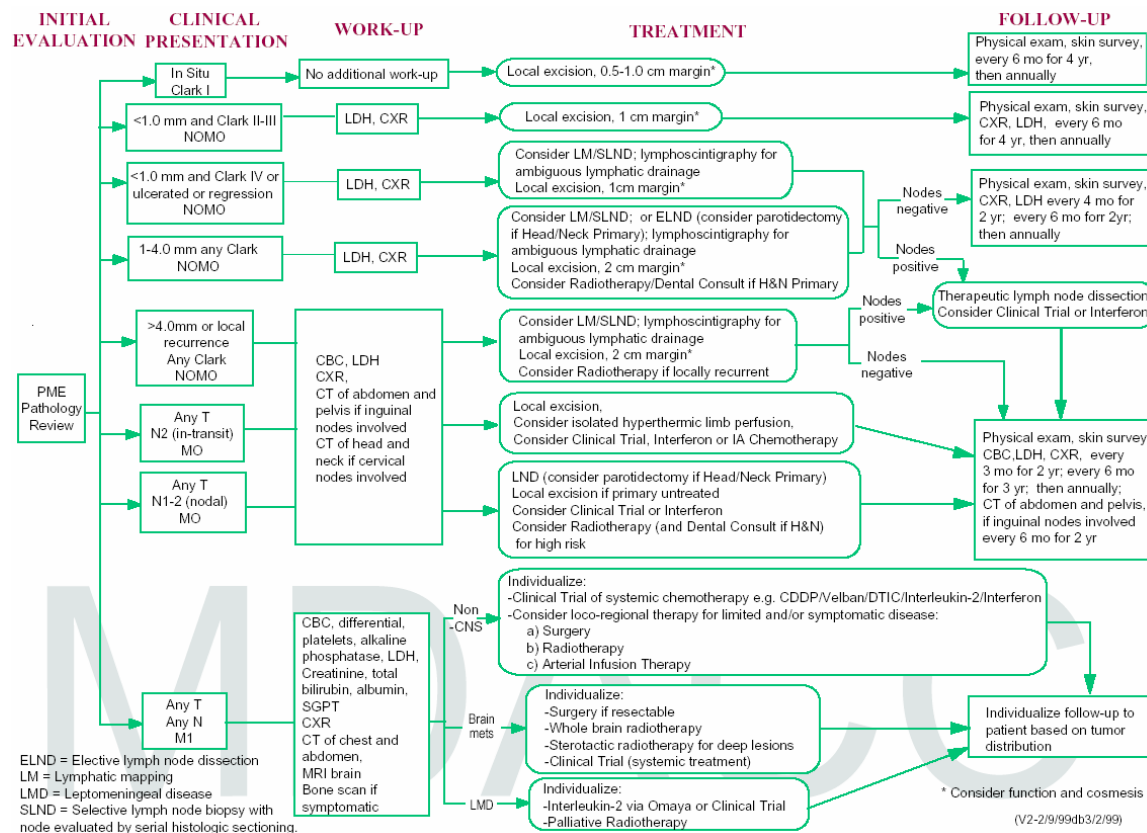 INITIAL
EVALUATION
CLINICAL
PRESENTATION
WORK-UP
TREATMENT
FOLLOW-UP
In Situ
Clark I
No additional work-up
Local excision, 0.5-1.0 cm margin*
Physical exam, skin survey,
every 6 mo for 4 yr,
then annually
<1.0 mm and Clark II-III
NOMO
LDH, CXR
Local excision, 1 cm margin*
Physical exam, skin survey,
CXR, LDH, every 6 mo
for 4 yr, then annually
<1.0 mm and Clark IV or
ulcerated or regression
NOMO
LDH, CXR
Consider LM/SLND; lymphoscintigraphy for
ambiguous lymphatic drainage
Local excision, 1cm margin*
Nodes
negative
Physical exam, skin survey,
CXR, LDH every 4 mo for
2 yr; every 6 mo forr 2yr;
then annually
1-4.0 mm any Clark
NOMO
LDH, CXR
Consider LM/SLND; or ELND (consider parotidectomy
if Head/Neck Primary); lymphoscintigraphy for
ambiguous lymphatic drainage
Local excision, 2 cm margin*
Consider Radiotherapy/Dental Consult if H&N Primary
Nodes
positive
Therapeutic lymph node dissection
Consider Clinical Trial or Interferon
>4.0mm or local
recurrence
Any Clark
NOMO
CBC, LDH
CXR,
CT of abdomen and
pelvis if inguinal
nodes involved
CT of head and
neck if cervical
nodes involved
Consider LM/SLND; lymphoscintigraphy for
ambiguous lymphatic drainage
Local excision, 2 cm margin*
Consider Radiotherapy if locally recurrent
Nodes
positive
Nodes
negative
PME
Pathology
Review
Any T
N2 (in-transit)
MO
Local excision,
Consider isolated hyperthermic limb perfusion,
Consider Clinical Trial, Interferon or IA Chemotherapy
Physical exam, skin survey
CBC,LDH, CXR, every
3 mo for 2 yr; every 6 mo
for 3 yr; then annually;
CT of abdomen and pelvis,
if inguinal nodes involved
every 6 mo for 2 yr
Any T
N1-2 (nodal)
MO
LND (consider parotidectomy if Head/Neck Primary)
Local excision if primary untreated
Consider Clinical Trial or Interferon
Consider Radiotherapy (and Dental Consult if H&N)
for high risk
MDACC
Any T
Any N
M1
CBC, differential,
platelets, alkaline
phosphatase, LDH,
Creatinine, total
bilirubin, albumin,
SGPT
CXR
CT of chest and
abdomen,
MRI brain
Bone scan if
symptomatic
Non
-CNS
Individualize:
-Clinical Trial of systemic chemotherapy e.g. CDDP/Velban/DTIC/Interleukin-2/Interferon
-Consider loco-regional therapy for limited and/or symptomatic disease:
a) Surgery
b) Radiotherapy
c) Arterial Infusion Therapy
Brain
mets
Individualize:
-Surgery if resectable
-Whole brain radiotherapy
-Sterotactic radiotherapy for deep lesions
-Clinical Trial (systemic treatment)
LMD
Individualize:
-Interleukin-2 via Omaya or Clinical Trial
-Palliative Radiotherapy
Individualize follow-up to
patient based on tumor
distribution
ELND = Elective lymph node dissection
LM = Lymphatic mapping
LMD = Leptomeningeal disease
SLND = Selective lymph node biopsy with
node evaluated by serial histologic sectioning.
* Consider function and cosmesis
(V2-2/9/99db3/2/99)